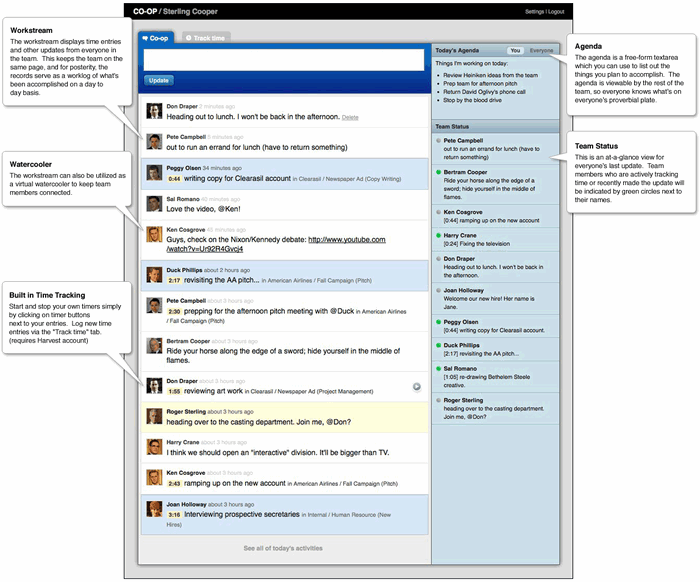 CO-OP / Sterling Cooper
Settings | Logout
Workstream
The workstream displays time entries
and other updates from everyone in
the team. This keeps the team on
the same page, and for posterity, the
records serve as a worklog of what's
been accomplished on a day to
day basis.
Watercooler
The workstream can also be utilized as
a virtual watercooler to keep team
members connected.
Built in Time Tracking
Start and stop your own timers simply
by clicking on timer buttons
next to your entries. Log new time
entries via the "Track time" tab.
(requires Harvest account)
Co-op
Track time
Update
Don Draper 2 minutes ago
Heading out to lunch. I won't be back in the afternoon. Delete
Pete Campbell 5 minutes ago
out to run an errand for lunch (have to return something)
Peggy Olsen 34 minutes ago
0:44 writing copy for Clearasil account in Clearasil / Newspaper Ad (Copy Writing)
Sal Romano 40 minutes ago
Love the video, @Ken!
Ken Cosgrove 45 minutes ago
Guys, check on the Nixon/Kennedy debate: http://www.youtube.com
/watch?v=Ur92R4Gvcj4
Duck Phillips about 2 hours ago
2:17 revisiting the AA pitch... in American Airlines / Fall Campaign (Pitch)
Pete Campbell about 2 hours ago
2:30 prepping for the afternoon pitch meeting with @Duck in American Airlines
/ Fall Campaign (Pitch)
Bertram Cooper about 2 hours ago
Ride your horse along the edge of a sword; hide yourself in the middle of
flames.
Don Draper about 3 hours ago
1:55 reviewing art work in Clearasil / Newspaper Ad (Project Management)
Roger Sterling about 3 hours ago
heading over to the casting department. Join me, @Don?
Harry Crane about 3 hours ago
I think we should open an "interactive" division. It'll be bigger than TV.
Ken Cosgrove about 3 hours ago
2:43 ramping up on the new account in American Airlines / Fall Campaign (Pitch)
Joan Holloway about 3 hours ago
3:16 Interviewing prospective secretaries in Internal / Human Resource (New
Hires)
See all of today's activities
Today's Agenda
You
Everyone
Things I'm working on today:
• Review Heiniken ideas from the team
• Prep team for afternoon pitch
• Return David Ogilvy's phone call
• Stop by the blood drive
Team Status
Pete Campbell
out to run an errand for lunch (have to
return something)
Bertram Cooper
Ride your horse along the edge of a
sword; hide yourself in the middle of
flames.
Ken Cosgrove
[0:44] ramping up on the new account
Harry Crane
[0:24] Fixing the television
Don Draper
Heading out to lunch. I won't be back in
the afternoon.
Joan Holloway
Welcome our new hire! Her name is
Jane.
Peggy Olsen
[0:44] writing copy for Clearasil account.
Duck Phillips
[2:17] revisiting the AA pitch...
Sal Romano
[1:05] re-drawing Bethelem Steele
creative.
Roger Sterling
heading over to the casting department.
Join me, @Don?
Agenda
The agenda is a free-form textarea
which you can use to list out the
things you plan to accomplish. The
agenda is viewable by the rest of the
team, so everyone knows what's on
everyone's proverbial plate.
Team Status
This is an at-a-glance view for
everyone's last update. Team
members who are actively tracking
time or recently made the update will
be indicated by green circles next to
their names.